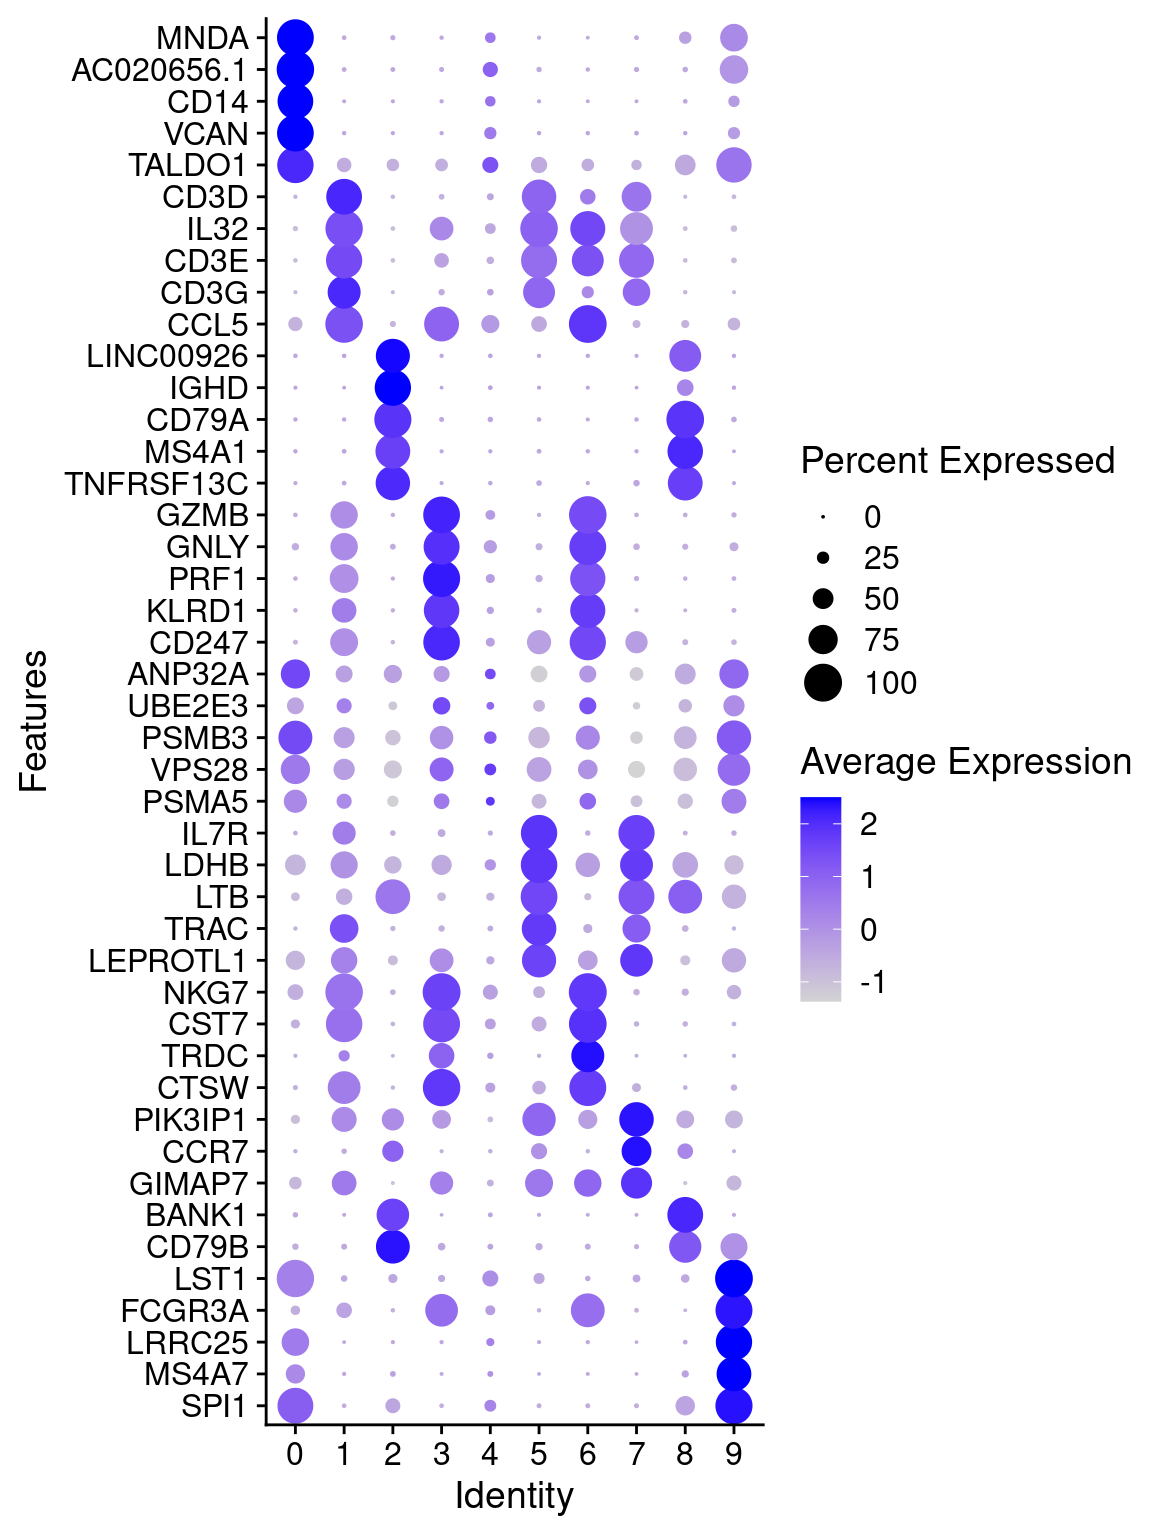 MNDA
AC020656.1
CD14
VCAN
TALDO1
CD3D
IL32
CD3E
CD3G
CCL5
LINC00926
IGHD
CD79A
MS4A1
TNFRSF13C
GZMB
GNLY
PRF1
KLRD1
CD247
ANP32A
UBE2E3
PSMB3
VPS28
PSMA5
IL7R
LDHB
LTB
TRAC
LEPROTL1
NKG7
CST7
TRDC
CTSW
PIK3IP1
CCR7
GIMAP7
BANK1
CD79B
LST1
FCGR3A
LRRC25
MS4A7
SPI1
Features
0 1 2 3 4 5 6 7 8 9
Identity
Percent Expressed
0
25
50
75
100
Average Expression
2
1
0
-1